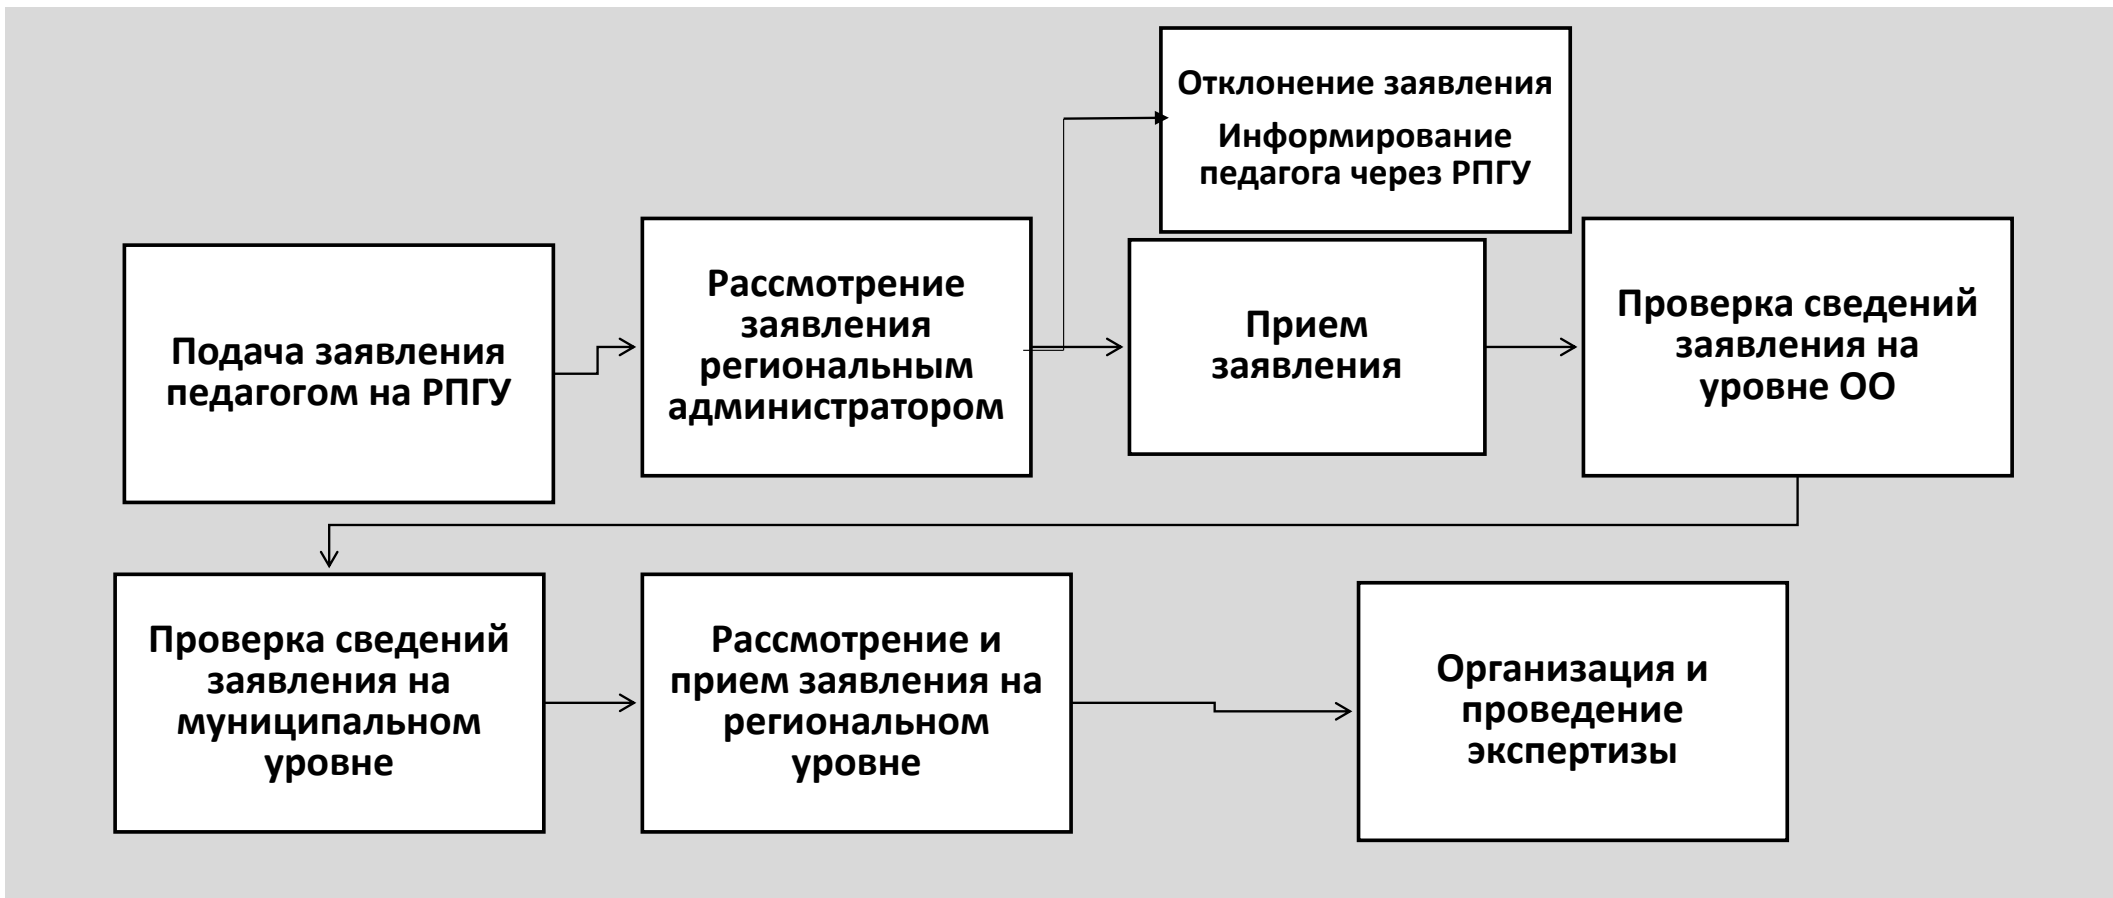 Отклонение заявления
Информирование
педагога через РПГУ
Подача заявления
педагогом на РПГУ
Рассмотрение
заявления
региональным
администратором
Прием
заявления
Проверка сведений
заявления на
уровне ОО
Проверка сведений
заявления на
муниципальном
уровне
Рассмотрение и
прием заявления на
региональном
уровне
Организация и
проведение
экспертизы